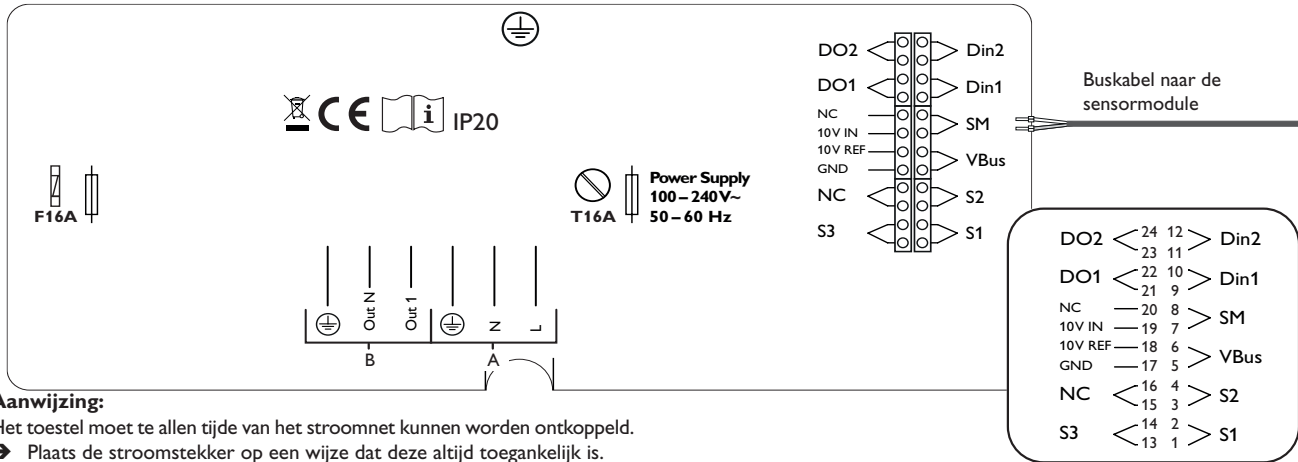 DO2 Din2
DO1 Din1
NC
10V IN
SM
10V REF
GND
VBus
NC S2
S3 S1
Buskabel naar de
sensormodule
CE i IP20
F16A
T16A
Power Supply
100 – 240 V~
50 – 60 Hz
Out N
Out 1
N
L
B
A
DO2 24 12 Din2
23 11
DO1 22 10 Din1
21 9
NC 20 8 SM
10V IN 19 7
10V REF 18 6 VBus
GND 17 5
NC 16 4 S2
15 3
S3 14 2 S1
13 1
Aanwijzing:
Het toestel moet te allen tijde van het stroomnet kunnen worden ontkoppeld.
➔ Plaats de stroomstekker op een wijze dat deze altijd toegankelijk is.